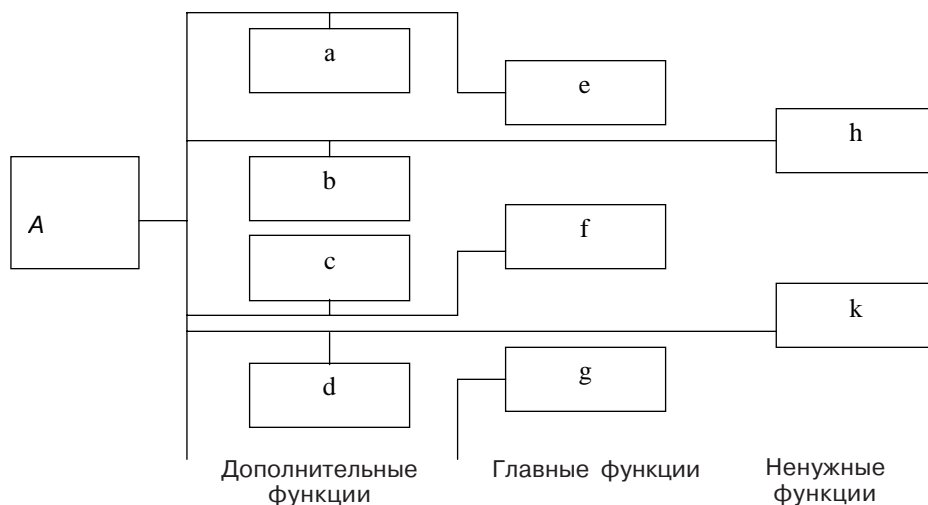 a
e
h
b
A
f
c
k
g
d
Дополнительные
функции
Главные функции
Ненужные
функции